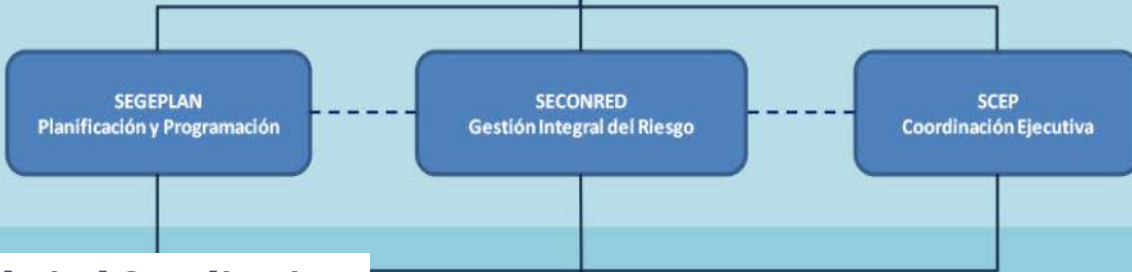 SEGEPLAN
Planificación y Programación
SECONRED
Gestión Integral del Riesgo
SCEP
Coordinación Ejecutiva